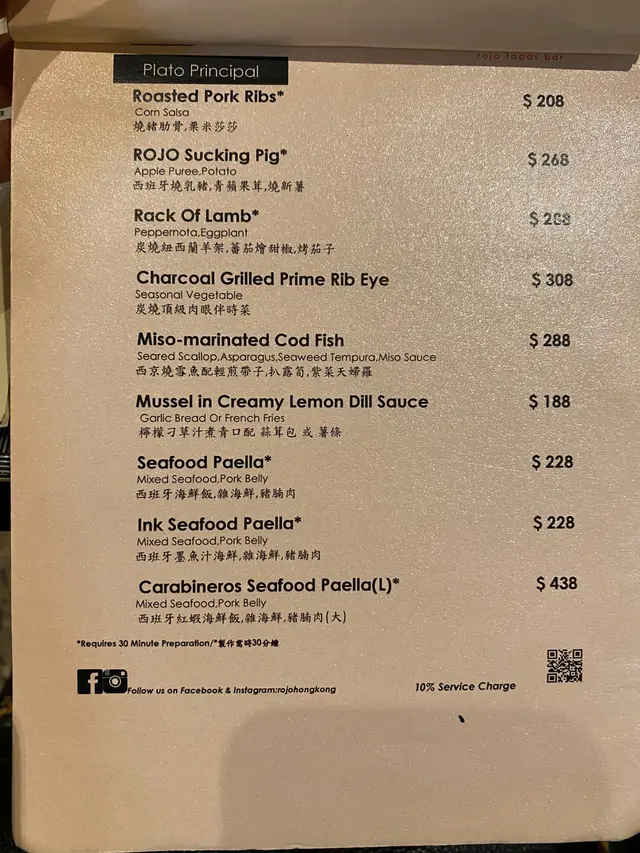 rojo tapas bar
Plato Principal
Roasted Pork Ribs* $ 208
Corn Salsa
燒豬肋骨,粟米莎莎
ROJO Sucking Pig* $ 268
Apple Puree,Potato
西班牙燒乳豬,青蘋果茸,燒新薯
Rack Of Lamb* $ 288
Peppernota,Eggplant
炭燒紐西蘭羊架,蕃茄燴甜椒,烤茄子
Charcoal Grilled Prime Rib Eye $ 308
Seasonal Vegetable
炭燒頂級肉眼伴時菜
Miso-marinated Cod Fish $ 288
Seared Scallop,Asparagus,Seaweed Tempura,Miso Sauce
西京燒雪魚配輕煎帶子,扒露筍,紫菜天婦羅
Mussel in Creamy Lemon Dill Sauce $ 188
Garlic Bread Or French Fries
檸檬刁草汁煮青口配 蒜茸包 或 薯條
Seafood Paella* $ 228
Mixed Seafood,Pork Belly
西班牙海鮮飯,雜海鮮,豬腩肉
Ink Seafood Paella* $ 228
Mixed Seafood,Pork Belly
西班牙墨魚汁海鮮,雜海鮮,豬腩肉
Carabineros Seafood Paella(L)* $ 438
Mixed Seafood,Pork Belly
西班牙紅蝦海鮮飯,雜海鮮,豬腩肉(大)
*Requires 30 Minute Preparation/*製作需時30分鐘
Follow us on Facebook & Instagram:rojohongkong 10% Service Charge